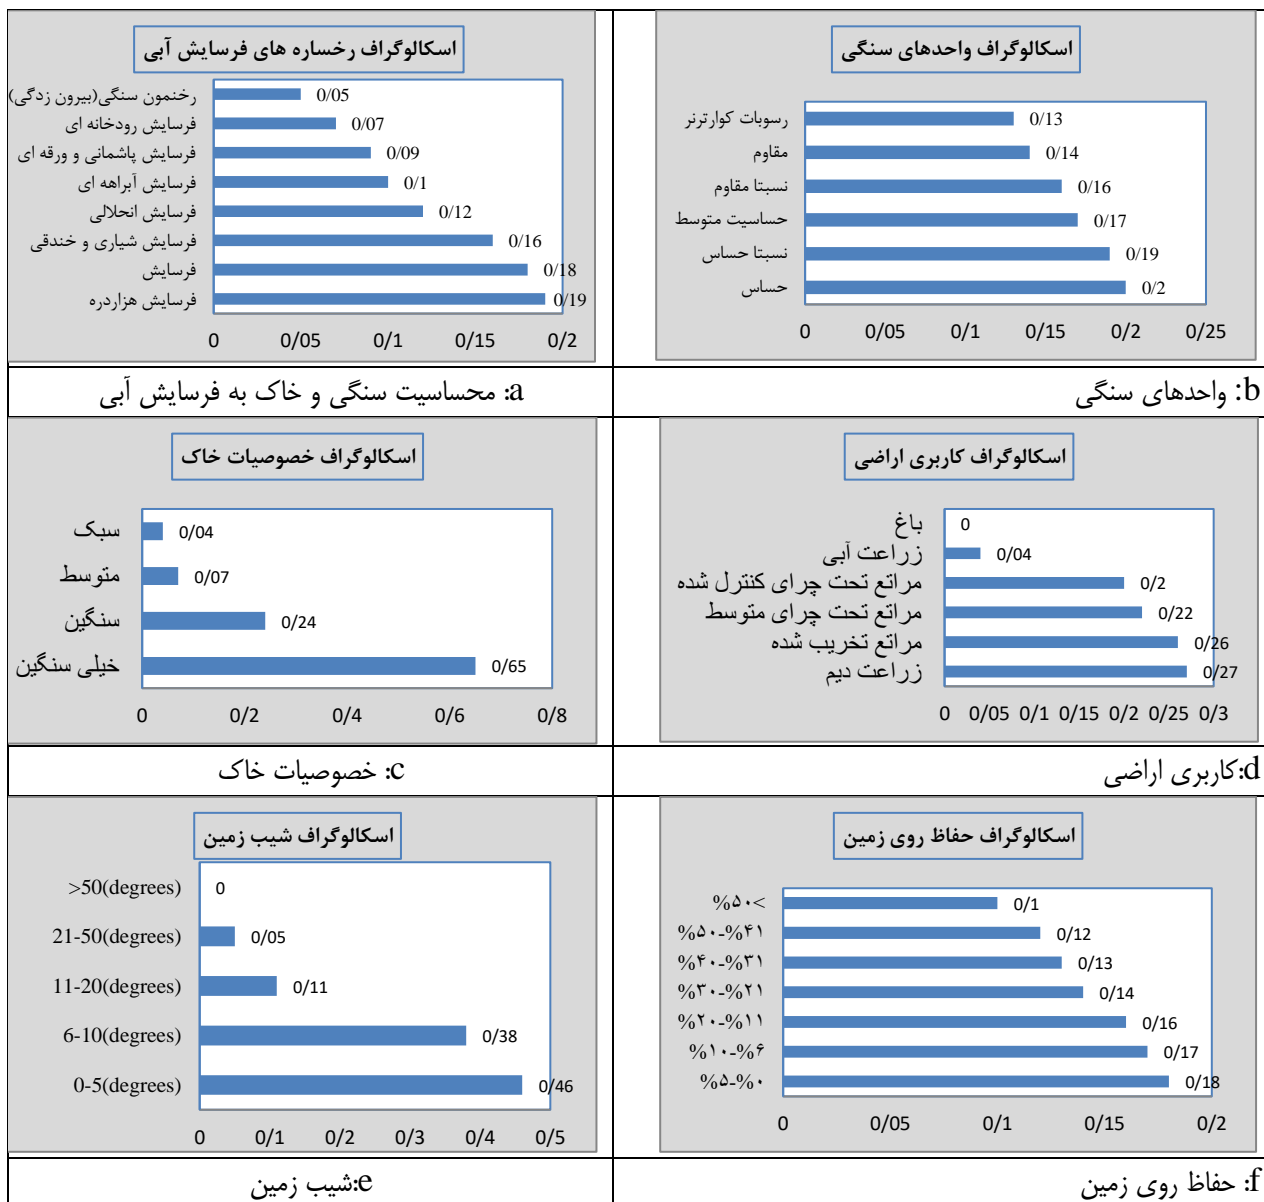 اسکالوگراف رخساره های فرسایش آبی
رخنمون سنگی(بیرون زدگی) 0/05
فرسایش رودخانه ای 0/07
فرسایش پاشمانی و ورقه ای 0/09
فرسایش آبراهه ای 0/1
فرسایش انحلالی 0/12
فرسایش شیاری و خندقی 0/16
فرسایش 0/18
فرسایش هزاردره 0/19
0 0/05 0/1 0/15 0/2
a: محساسیت سنگی و خاک به فرسایش آبی
اسکالوگراف واحدهای سنگی
رسوبات کوارترنر 0/13
مقاوم 0/14
نسبتا مقاوم 0/16
حساسیت متوسط 0/17
نسبتا حساس 0/19
حساس 0/2
0 0/05 0/1 0/15 0/2 0/25
b: واحدهای سنگی
اسکالوگراف خصوصیات خاک
سبک 0/04
متوسط 0/07
سنگین 0/24
خیلی سنگین 0/65
0 0/2 0/4 0/6 0/8
c: خصوصیات خاک
اسکالوگراف کاربری اراضی
باغ 0
زراعت آبی 0/04
مراتع تحت چرای کنترل شده 0/2
مراتع تحت چرای متوسط 0/22
مراتع تخریب شده 0/26
زراعت دیم 0/27
0 0/05 0/1 0/15 0/2 0/25 0/3
d:کاربری اراضی
اسکالوگراف شیب زمین
>50(degrees) 0
21-50(degrees) 0/05
11-20(degrees) 0/11
6-10(degrees) 0/38
0-5(degrees) 0/46
0 0/1 0/2 0/3 0/4 0/5
e:شیب زمین
اسکالوگراف حفاظ روی زمین
%۵۰< 0/1
%۵۰-%۴۱ 0/12
%۴۰-%۳۱ 0/13
%۳۰-%۲۱ 0/14
%۲۰-%۱۱ 0/16
%۱۰-%۶ 0/17
%۵-%۰ 0/18
0 0/05 0/1 0/15 0/2
f: حفاظ روی زمین